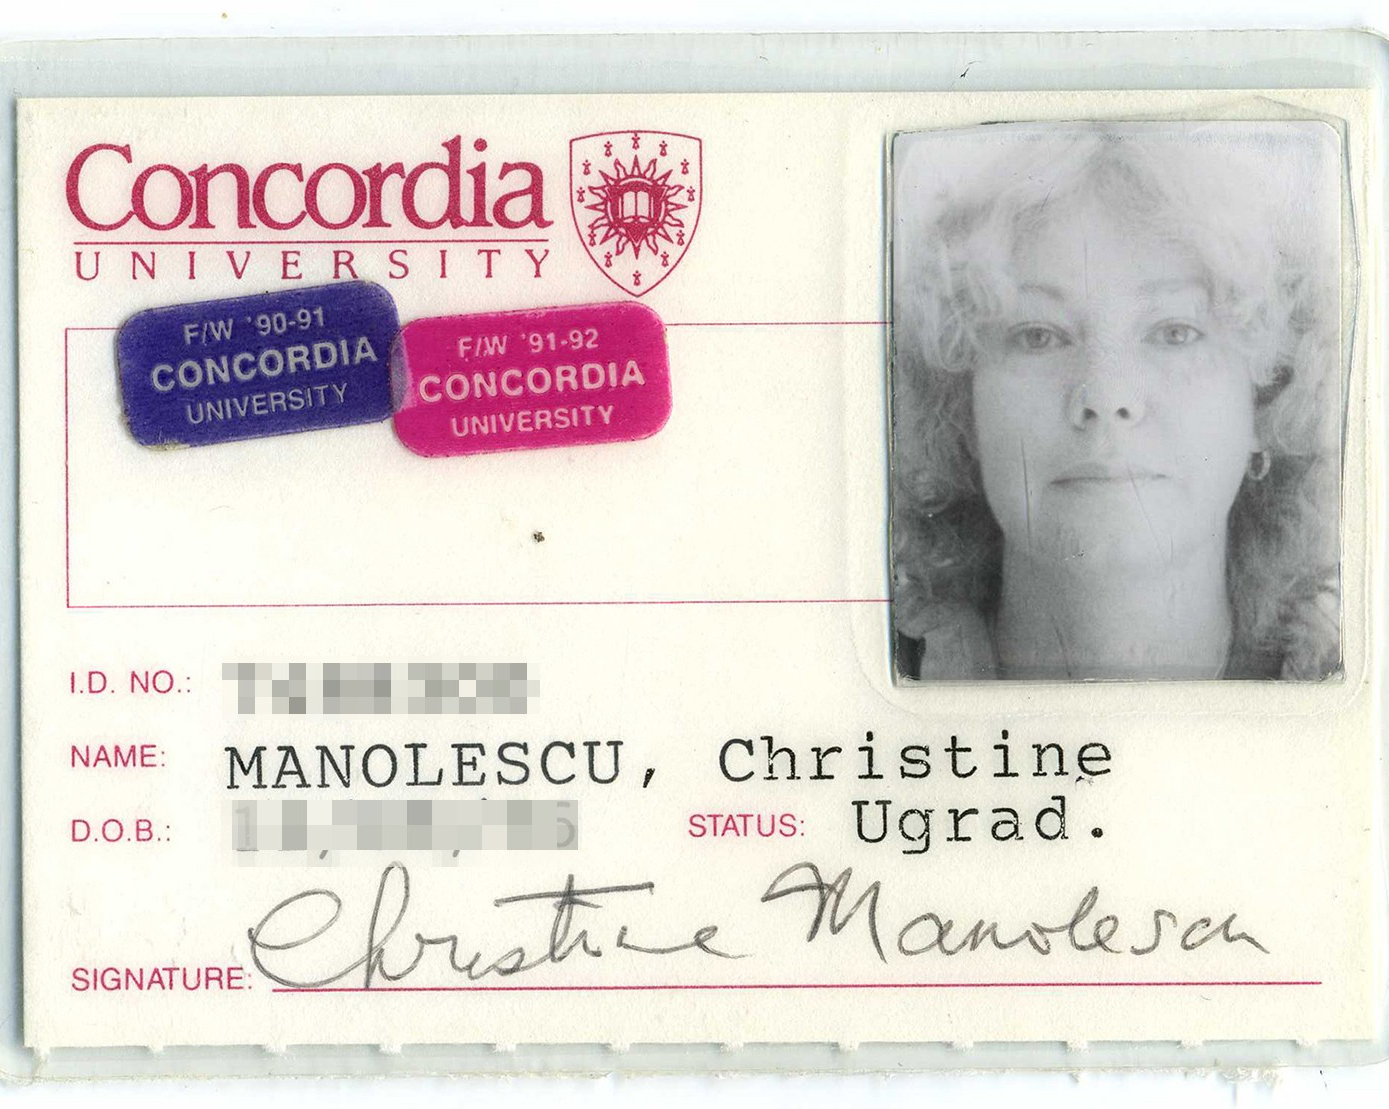 Concordia
UNIVERSITY
F/W '90-91
CONCORDIA
UNIVERSITY
F/W '91-92
CONCORDIA
UNIVERSITY
I.D. NO.:
NAME: MANOLESCU, Christine
D.O.B.: STATUS: Ugrad.
SIGNATURE: Christine Manolescu